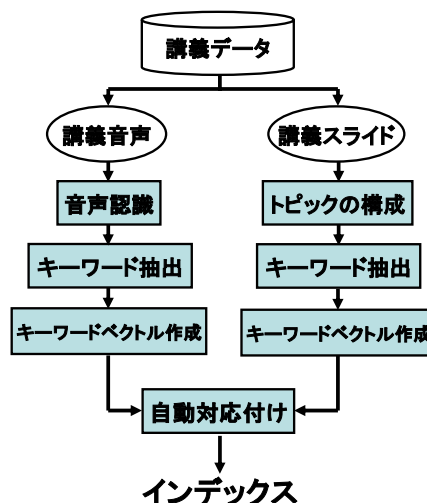 講義データ
講義音声
講義スライド
音声認識
トピックの構成
キーワード抽出
キーワード抽出
キーワードベクトル作成
キーワードベクトル作成
自動対応付け
インデックス